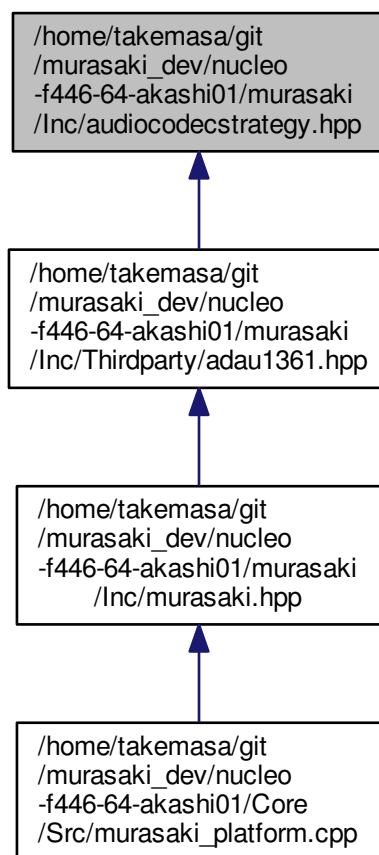 /home/takemasa/git
/murasaki_dev/nucleo
-f446-64-akashi01/murasaki
/Inc/audiocodecstrategy.hpp
/home/takemasa/git
/murasaki_dev/nucleo
-f446-64-akashi01/murasaki
/Inc/Thirdparty/adau1361.hpp
/home/takemasa/git
/murasaki_dev/nucleo
-f446-64-akashi01/murasaki
/Inc/murasaki.hpp
/home/takemasa/git
/murasaki_dev/nucleo
-f446-64-akashi01/Core
/Src/murasaki_platform.cpp